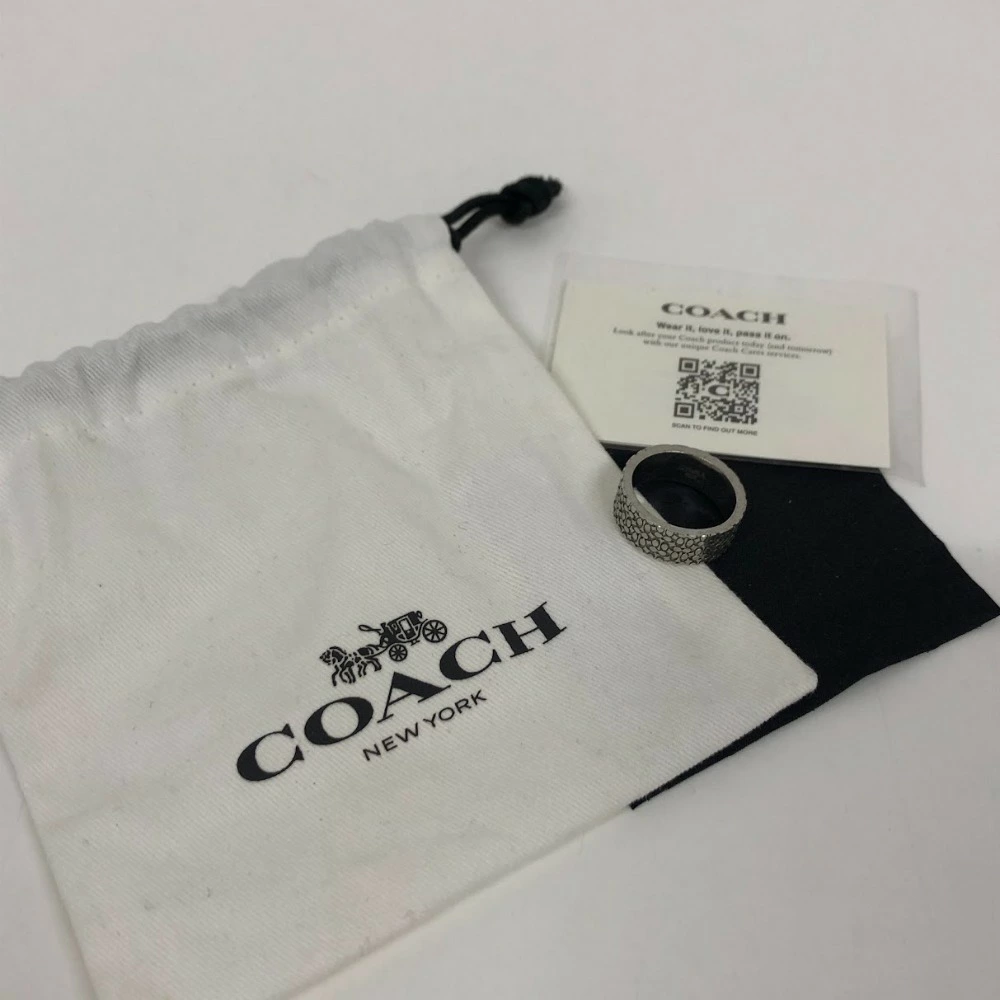 COACH
Wear it, love it, pass it on.
Look after your Coach product today (and tomorrow)
with our unique Coach Cares services.
SCAN TO FIND OUT MORE
COACH
NEW YORK